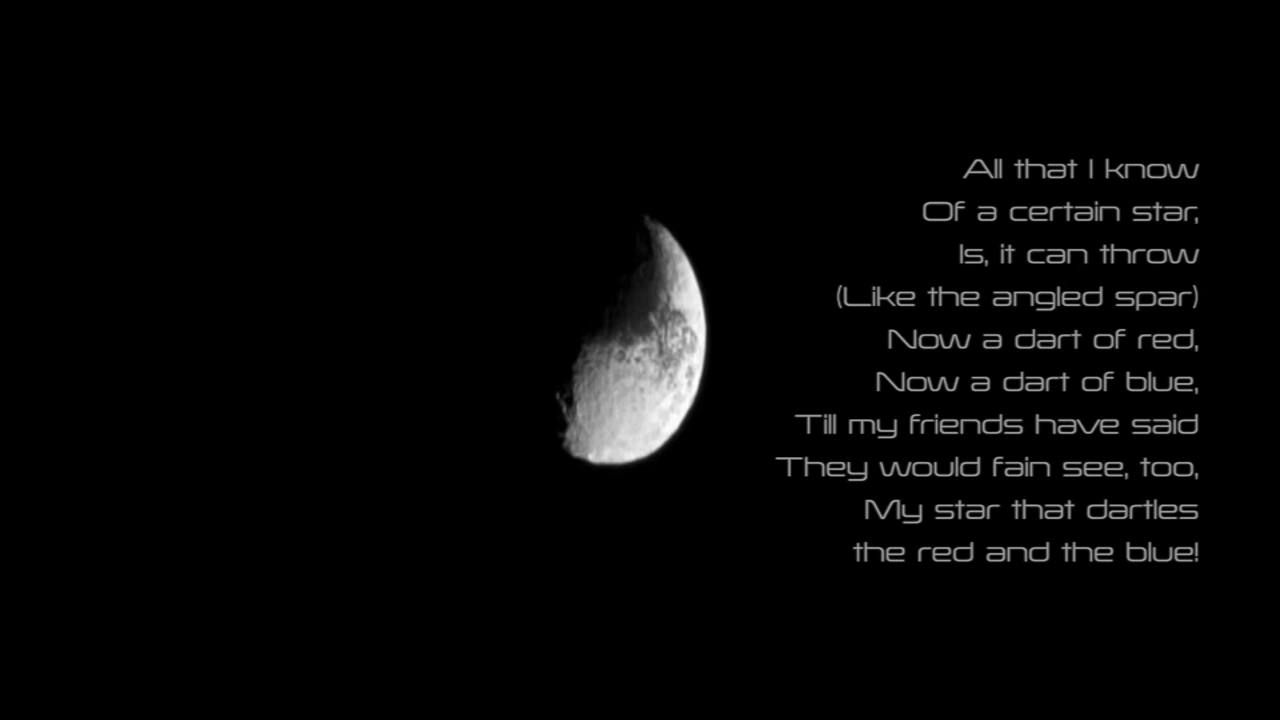 All that I know
Of a certain star,
Is, it can throw
(Like the angled spar)
Now a dart of red,
Now a dart of blue,
Till my friends have said
They would fain see, too,
My star that dartles
the red and the blue!